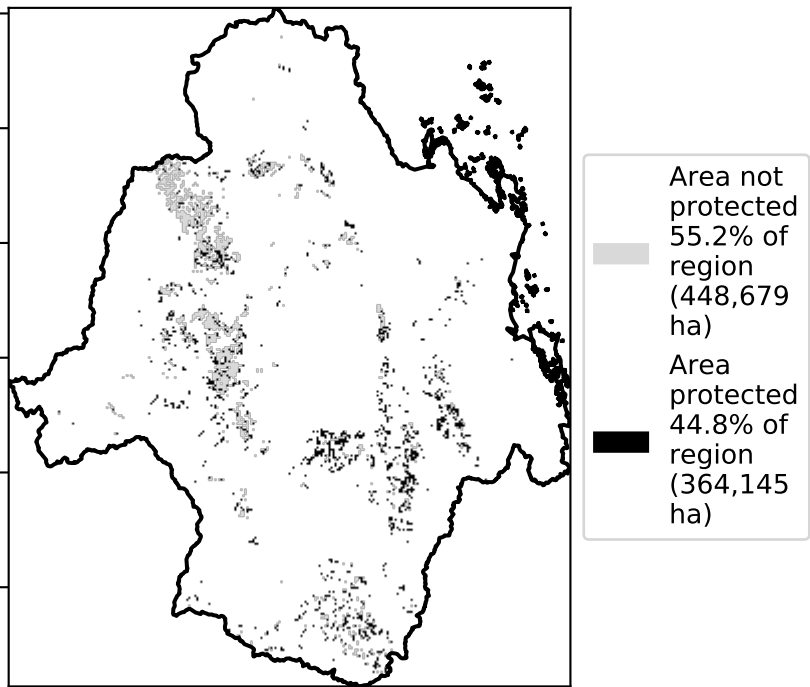 Area not
protected
55.2% of
region
(448,679
ha)
Area
protected
44.8% of
region
(364,145
ha)